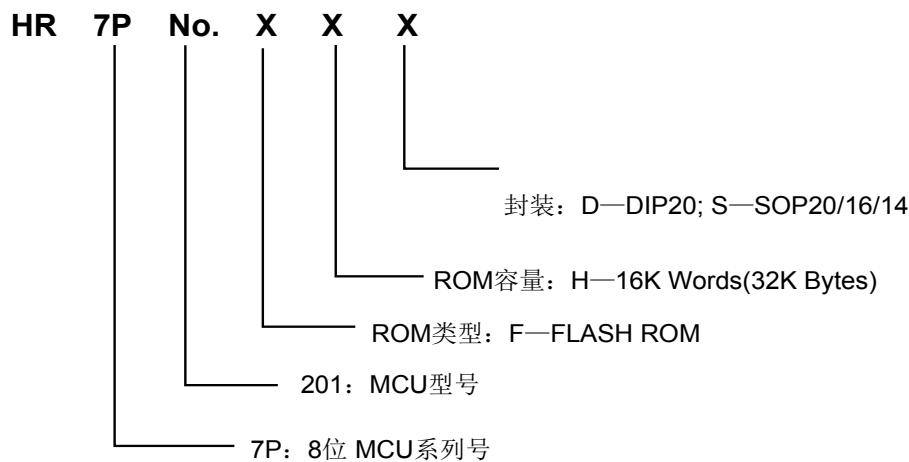 HR 7P No. X X X
封装：D—DIP20; S—SOP20/16/14
ROM容量：H—16K Words(32K Bytes)
ROM类型：F—FLASH ROM
201：MCU型号
7P：8位 MCU系列号